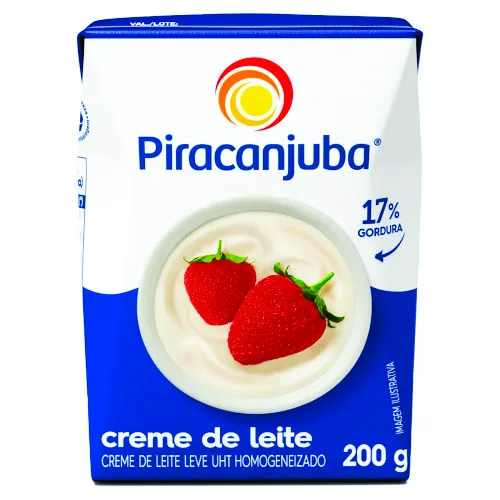 VAL./LOTE:
Piracanjuba®
17%
GORDURA
IMAGEM ILUSTRATIVA
creme de leite
CREME DE LEITE LEVE UHT HOMOGENEIZADO
200 g